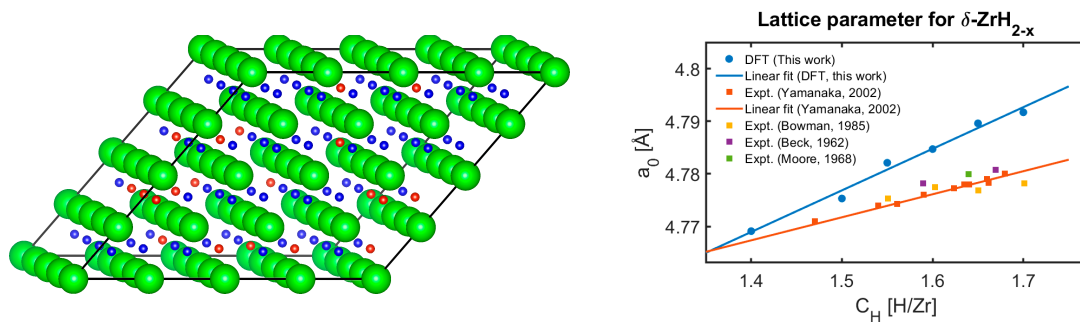 Lattice parameter for δ-ZrH2-x
4.8
4.79
4.78
4.77
a0 [Å]
DFT (This work)
Linear fit (DFT, this work)
Expt. (Yamanaka, 2002)
Linear fit (Yamanaka, 2002)
Expt. (Bowman, 1985)
Expt. (Beck, 1962)
Expt. (Moore, 1968)
1.4 1.5 1.6 1.7
CH [H/Zr]